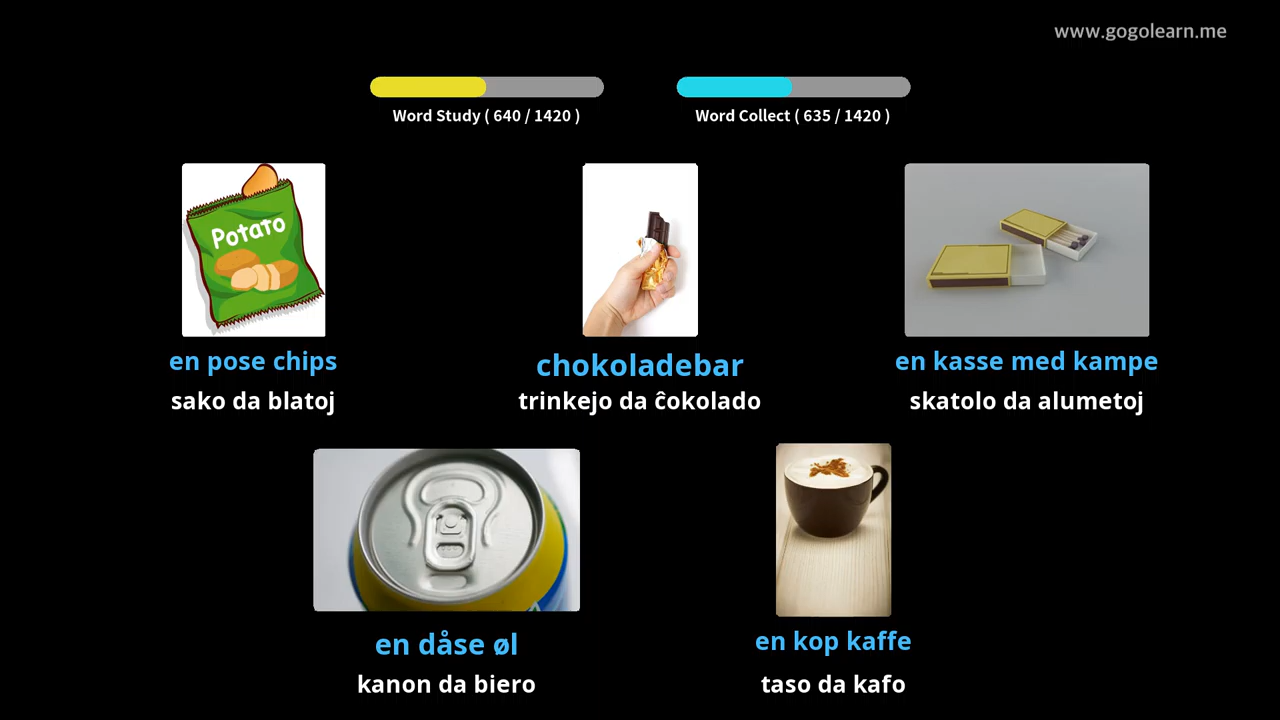 www.gogolearn.me
Word Study ( 640 / 1420 )
Word Collect ( 635 / 1420 )
Potato
en pose chips
chokoladebar
en kasse med kampe
sako da blatoj
trinkejo da ĉokolado
skatolo da alumetoj
en dåse øl
en kop kaffe
kanon da biero
taso da kafo